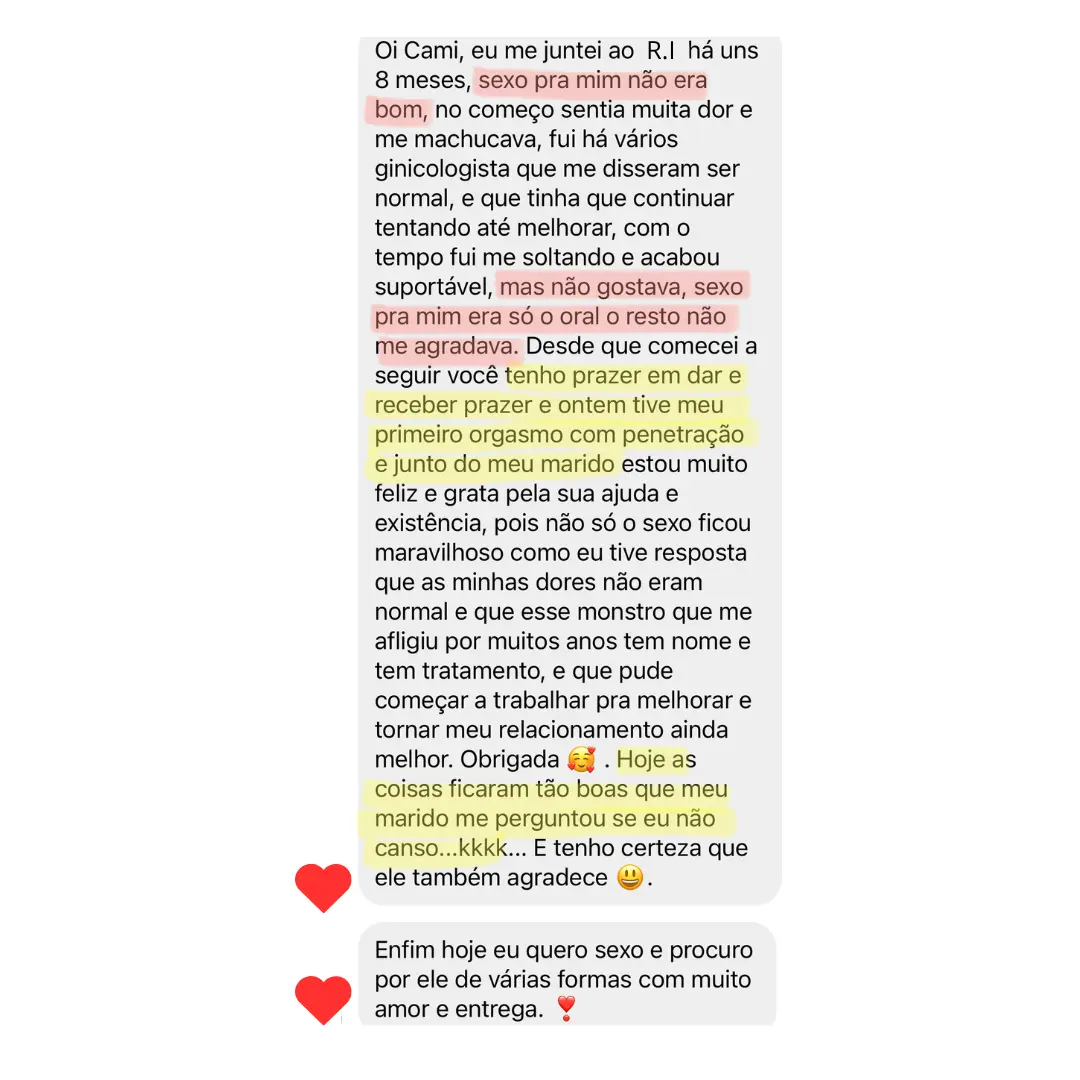 Oi Cami, eu me juntei ao R.I há uns
8 meses, sexo pra mim não era
bom, no começo sentia muita dor e
me machucava, fui há vários
ginicologista que me disseram ser
normal, e que tinha que continuar
tentando até melhorar, com o
tempo fui me soltando e acabou
suportável, mas não gostava, sexo
pra mim era só o oral o resto não
me agradava. Desde que comecei a
seguir você tenho prazer em dar e
receber prazer e ontem tive meu
primeiro orgasmo com penetração
e junto do meu marido estou muito
feliz e grata pela sua ajuda e
existência, pois não só o sexo ficou
maravilhoso como eu tive resposta
que as minhas dores não eram
normal e que esse monstro que me
afligiu por muitos anos tem nome e
tem tratamento, e que pude
começar a trabalhar pra melhorar e
tornar meu relacionamento ainda
melhor. Obrigada 🥰 . Hoje as
coisas ficaram tão boas que meu
marido me perguntou se eu não
canso...kkkk... E tenho certeza que
ele também agradece 😃.
Enfim hoje eu quero sexo e procuro
por ele de várias formas com muito
amor e entrega. ❣️